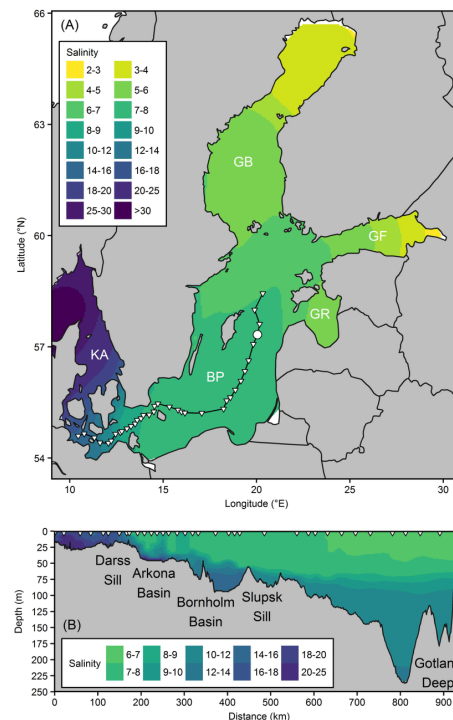 (A)
66
63
60
57
54
Latitude (°N)
Salinity
2-3 3-4
4-5 5-6
6-7 7-8
8-9 9-10
10-12 12-14
14-16 16-18
18-20 20-25
25-30 >30
GB
GF
GR
KA
BP
10 15 20 25 30
Longitude (°E)
0
25
50
75
100
125
150
175
200
225
250
Depth (m)
Darss
Sill
Arkona
Basin
Bornholm
Basin
Slupsk
Sill
Gotland
Deep
(B)
Salinity
6-7 8-9 10-12 14-16 18-20
7-8 9-10 12-14 16-18 20-25
0 100 200 300 400 500 600 700 800 900
Distance (km)